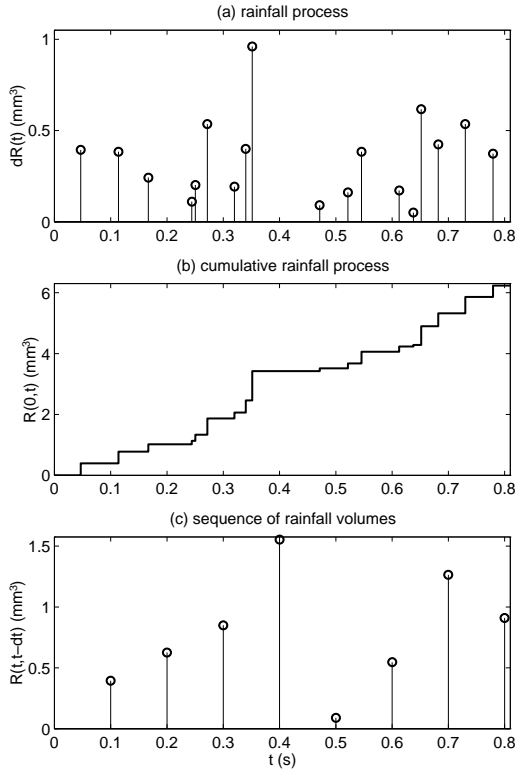 (a) rainfall process
dR(t) (mm³)
1
0.5
0
0 0.1 0.2 0.3 0.4 0.5 0.6 0.7 0.8
(b) cumulative rainfall process
R(0,t) (mm³)
6
4
2
0
0 0.1 0.2 0.3 0.4 0.5 0.6 0.7 0.8
(c) sequence of rainfall volumes
R(t,t−dt) (mm³)
1.5
1
0.5
0
0 0.1 0.2 0.3 0.4 0.5 0.6 0.7 0.8
t (s)